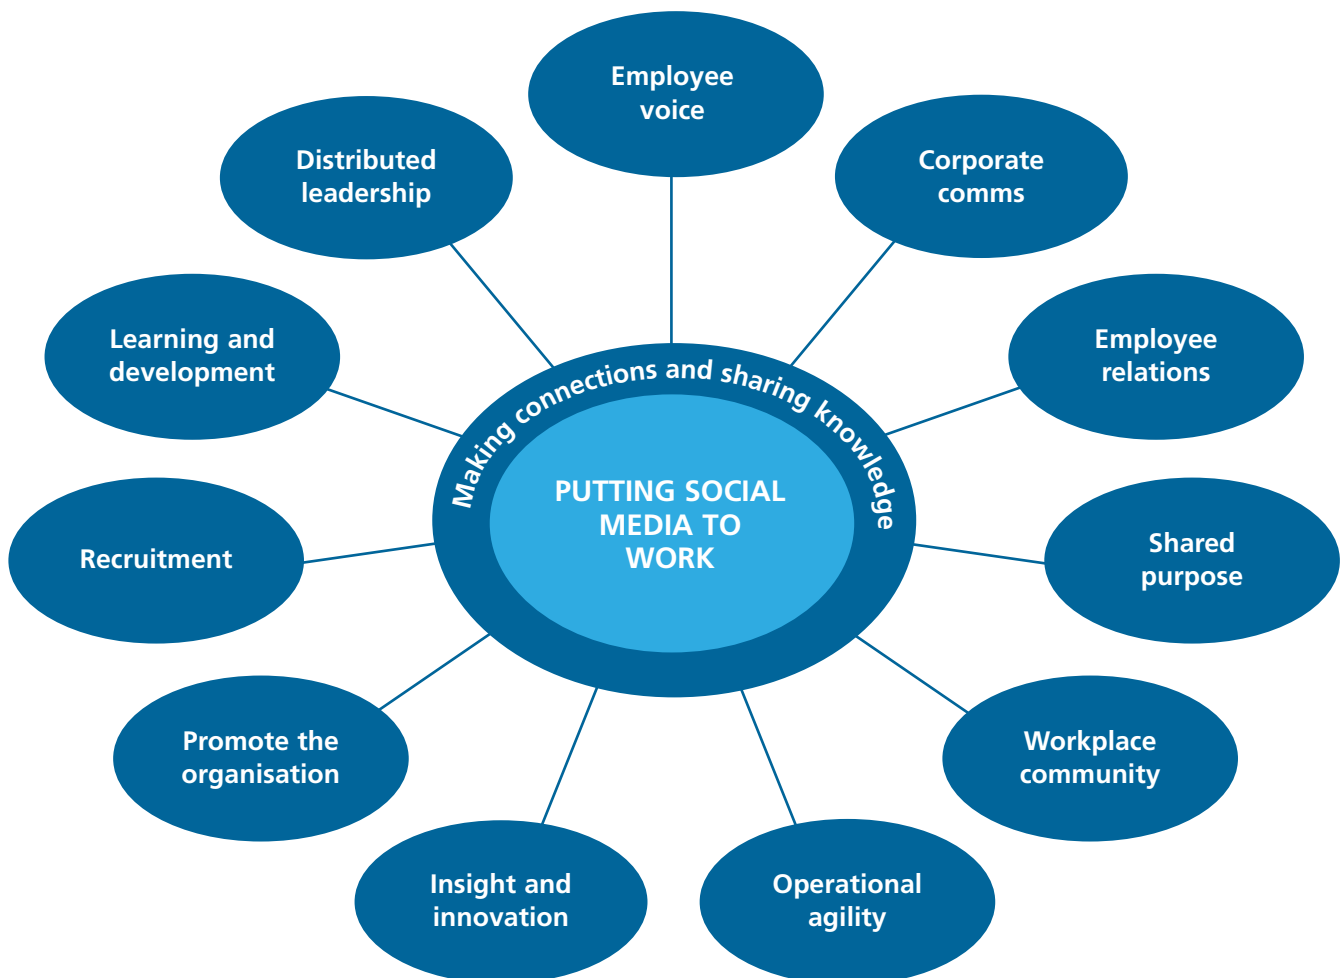 Employee
voice
Distributed
leadership
Corporate
comms
Learning and
development
Employee
relations
Making connections and sharing knowledge
PUTTING SOCIAL
MEDIA TO
WORK
Recruitment
Shared
purpose
Promote the
organisation
Workplace
community
Insight and
innovation
Operational
agility